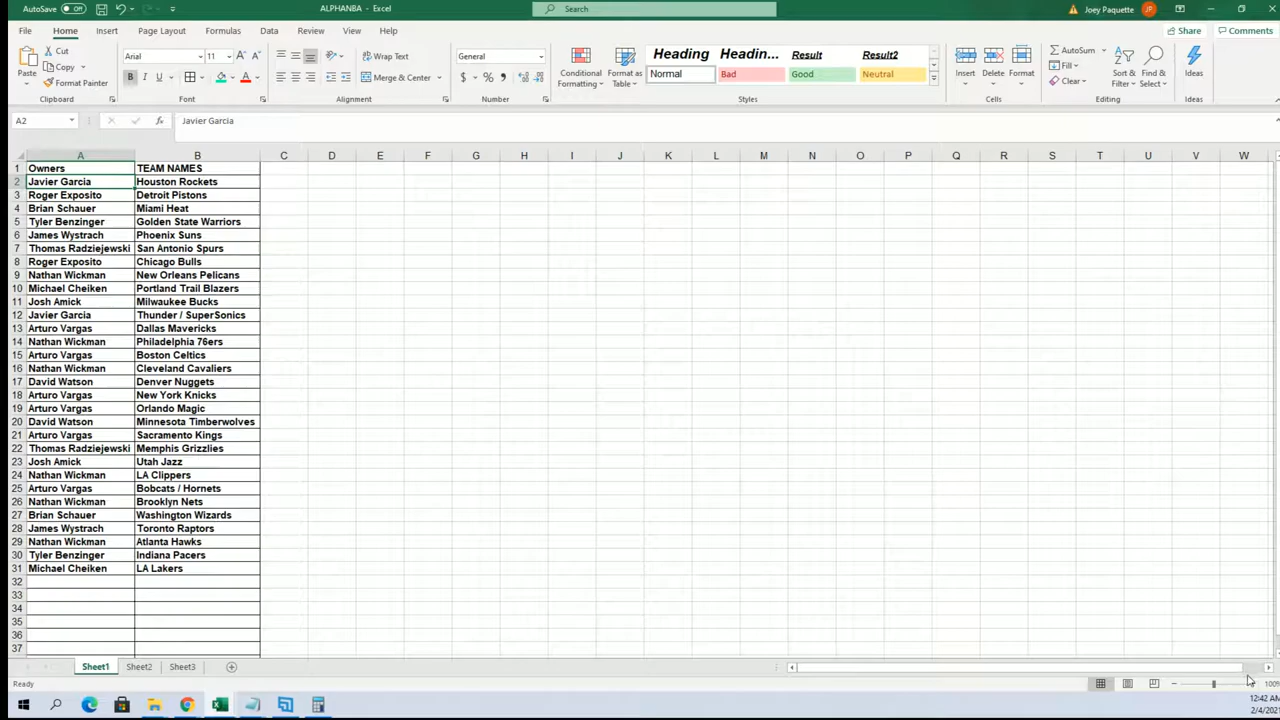 AutoSave Off ALPHANBA - Excel Search Joey Paquette JP
File Home Insert Page Layout Formulas Data Review View Help Share Comments
Paste Cut Copy Format Painter Clipboard
Arial 11 A A B I U A Font
ab Wrap Text Merge & Center Alignment
General $ % , Number
Conditional Formatting Format as Table
Heading Headin... Result Result2
Normal Bad Good Neutral
Styles
Insert Delete Format Cells
AutoSum Fill Clear Sort & Filter Find & Select Editing
Ideas Ideas
A2 fx Javier Garcia
A B C D E F G H I J K L M N O P Q R S T U V W
1 Owners TEAM NAMES
2 Javier Garcia Houston Rockets
3 Roger Exposito Detroit Pistons
4 Brian Schauer Miami Heat
5 Tyler Benzinger Golden State Warriors
6 James Wystrach Phoenix Suns
7 Thomas Radziejewski San Antonio Spurs
8 Roger Exposito Chicago Bulls
9 Nathan Wickman New Orleans Pelicans
10 Michael Cheiken Portland Trail Blazers
11 Josh Amick Milwaukee Bucks
12 Javier Garcia Thunder / SuperSonics
13 Arturo Vargas Dallas Mavericks
14 Nathan Wickman Philadelphia 76ers
15 Arturo Vargas Boston Celtics
16 Nathan Wickman Cleveland Cavaliers
17 David Watson Denver Nuggets
18 Arturo Vargas New York Knicks
19 Arturo Vargas Orlando Magic
20 David Watson Minnesota Timberwolves
21 Arturo Vargas Sacramento Kings
22 Thomas Radziejewski Memphis Grizzlies
23 Josh Amick Utah Jazz
24 Nathan Wickman LA Clippers
25 Arturo Vargas Bobcats / Hornets
26 Nathan Wickman Brooklyn Nets
27 Brian Schauer Washington Wizards
28 James Wystrach Toronto Raptors
29 Nathan Wickman Atlanta Hawks
30 Tyler Benzinger Indiana Pacers
31 Michael Cheiken LA Lakers
32
33
34
35
36
37
Sheet1 Sheet2 Sheet3
Ready 100%
12:42 AM
2/4/202